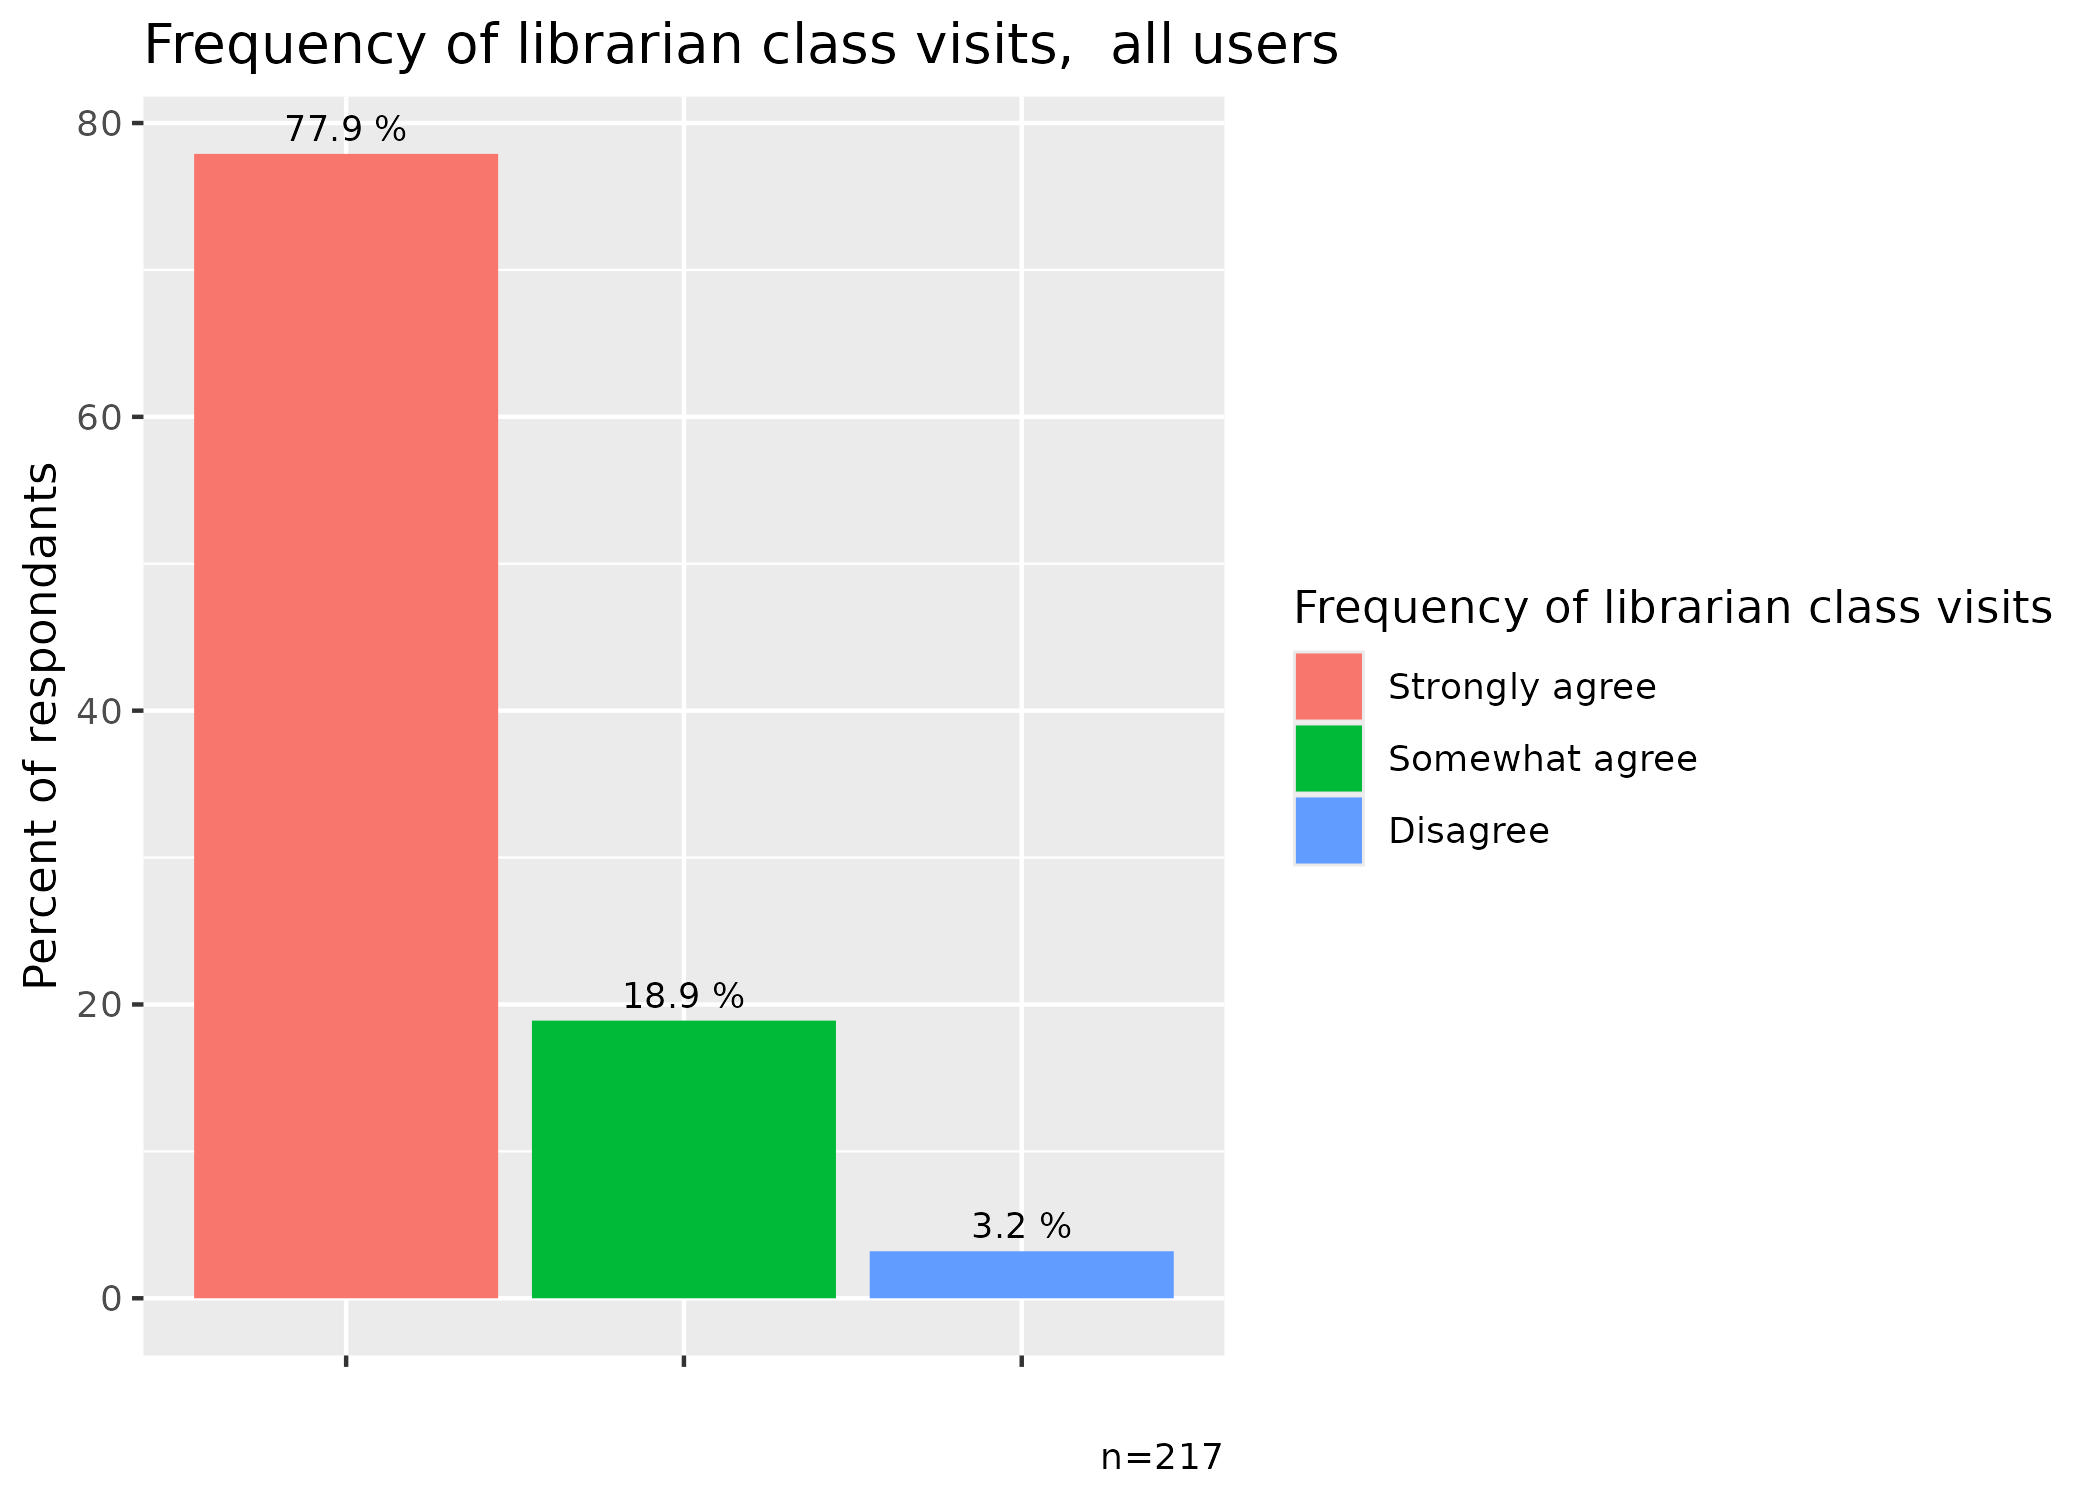 Frequency of librarian class visits,  all users
Percent of respondants
80
60
40
20
0
77.9 %
18.9 %
3.2 %
Frequency of librarian class visits
Strongly agree
Somewhat agree
Disagree
n=217